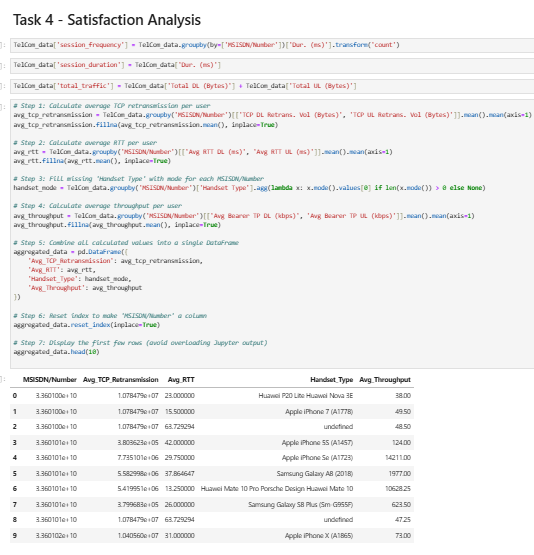 Task 4 - Satisfaction Analysis
TelCom_data['session_frequency'] = TelCom_data.groupby(by=['MSISDN/Number'])['Dur. (ms)'].transform('count')
TelCom_data['session_duration'] = TelCom_data['Dur. (ms)']
TelCom_data['total_traffic'] = TelCom_data['Total DL (Bytes)'] + TelCom_data['Total UL (Bytes)']
# Step 1: Calculate average TCP retransmission per user
avg_tcp_retransmission = TelCom_data.groupby('MSISDN/Number')[['TCP DL Retrans. Vol (Bytes)', 'TCP UL Retrans. Vol (Bytes)']].mean().mean(axis=1)
avg_tcp_retransmission.fillna(avg_tcp_retransmission.mean(), inplace=True)
# Step 2: Calculate average RTT per user
avg_rtt = TelCom_data.groupby('MSISDN/Number')[['Avg RTT DL (ms)', 'Avg RTT UL (ms)']].mean().mean(axis=1)
avg_rtt.fillna(avg_rtt.mean(), inplace=True)
# Step 3: Fill missing 'Handset Type' with mode for each MSISDN/Number
handset_mode = TelCom_data.groupby('MSISDN/Number')['Handset Type'].agg(lambda x: x.mode().values[0] if len(x.mode()) > 0 else None)
# Step 4: Calculate average throughput per user
avg_throughput = TelCom_data.groupby('MSISDN/Number')[['Avg Bearer TP DL (kbps)', 'Avg Bearer TP UL (kbps)']].mean().mean(axis=1)
avg_throughput.fillna(avg_throughput.mean(), inplace=True)
# Step 5: Combine all calculated values into a single DataFrame
aggregated_data = pd.DataFrame({
'Avg_TCP_Retransmission': avg_tcp_retransmission,
'Avg_RTT': avg_rtt,
'Handset_Type': handset_mode,
'Avg_Throughput': avg_throughput
})
# Step 6: Reset index to make 'MSISDN/Number' a column
aggregated_data.reset_index(inplace=True)
# Step 7: Display the first few rows (avoid overloading Jupyter output)
aggregated_data.head(10)
MSISDN/Number Avg_TCP_Retransmission Avg_RTT Handset_Type Avg_Throughput
0 3.360100e+10 1.078479e+07 23.000000 Huawei P20 Lite Huawei Nova 3E 38.00
1 3.360100e+10 1.078479e+07 15.500000 Apple iPhone 7 (A1778) 49.50
2 3.360100e+10 1.078479e+07 63.729294 undefined 48.50
3 3.360101e+10 3.803623e+05 42.000000 Apple iPhone 5S (A1457) 124.00
4 3.360101e+10 7.735101e+06 29.750000 Apple iPhone Se (A1723) 14211.00
5 3.360101e+10 5.582998e+06 37.864647 Samsung Galaxy A8 (2018) 1977.00
6 3.360101e+10 5.419951e+06 13.250000 Huawei Mate 10 Pro Porsche Design Huawei Mate 10 10628.25
7 3.360101e+10 3.799683e+05 26.000000 Samsung Galaxy S8 Plus (Sm-G955F) 623.50
8 3.360101e+10 1.078479e+07 63.729294 undefined 47.25
9 3.360102e+10 1.040560e+07 31.000000 Apple iPhone X (A1865) 73.00